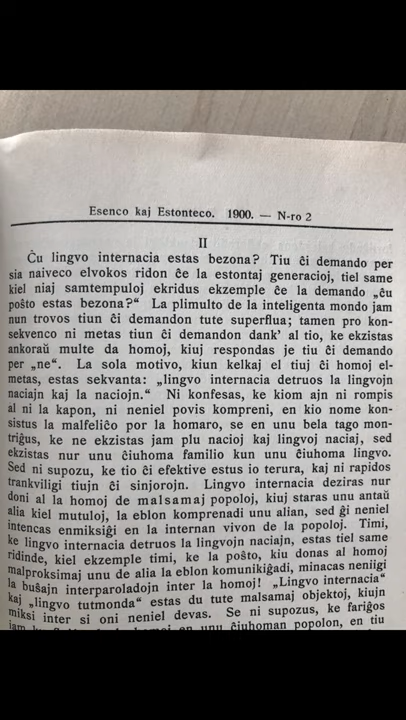 Esenco kaj Estonteco. 1900. — N-ro 2
II
Ĉu lingvo internacia estas bezona? Tiu ĉi demando per
sia naiveco elvokos ridon ĉe la estontaj generacioj, tiel same
kiel niaj samtempuloj ekridus ekzemple ĉe la demando „ĉu
poŝto estas bezona?“ La plimulto de la inteligenta mondo jam
nun trovos tiun ĉi demandon tute superflua; tamen pro kon-
sekvenco ni metas tiun ĉi demandon dank' al tio, ke ekzistas
ankoraŭ multe da homoj, kiuj respondas je tiu ĉi demando
per „ne“. La sola motivo, kiun kelkaj el tiuj ĉi homoj el-
metas, estas sekvanta: „lingvo internacia detruos la lingvojn
naciajn kaj la naciojn.“ Ni konfesas, ke kiom ajn ni rompis
al ni la kapon, ni neniel povis kompreni, en kio nome kon-
sistus la malfeliĉo por la homaro, se en unu bela tago mon-
triĝus, ke ne ekzistas jam plu nacioj kaj lingvoj naciaj, sed
ekzistas nur unu ĉiuhoma familio kun unu ĉiuhoma lingvo.
Sed ni supozu, ke tio ĉi efektive estus io terura, kaj ni rapidos
trankviligi tiujn ĉi sinjorojn. Lingvo internacia deziras nur
doni al la homoj de malsamaj popoloj, kiuj staras unu antaŭ
alia kiel mutuloj, la eblon komprenadi unu alian, sed ĝi neniel
intencas enmiksiĝi en la internan vivon de la popoloj. Timi,
ke lingvo internacia detruos la lingvojn naciajn, estas tiel same
ridinde, kiel ekzemple timi, ke la poŝto, kiu donas al homoj
malproksimaj unu de alia la eblon komunikiĝadi, minacas neniigi
la buŝajn interparoladojn inter la homoj! „Lingvo internacia“
kaj „lingvo tutmonda“ estas du tute malsamaj objektoj, kiujn
miksi inter si oni neniel devas. Se ni supozus, ke fariĝos
iam kunfluiĝo de la homoj en unu ĉiuhoman popolon, en tiu